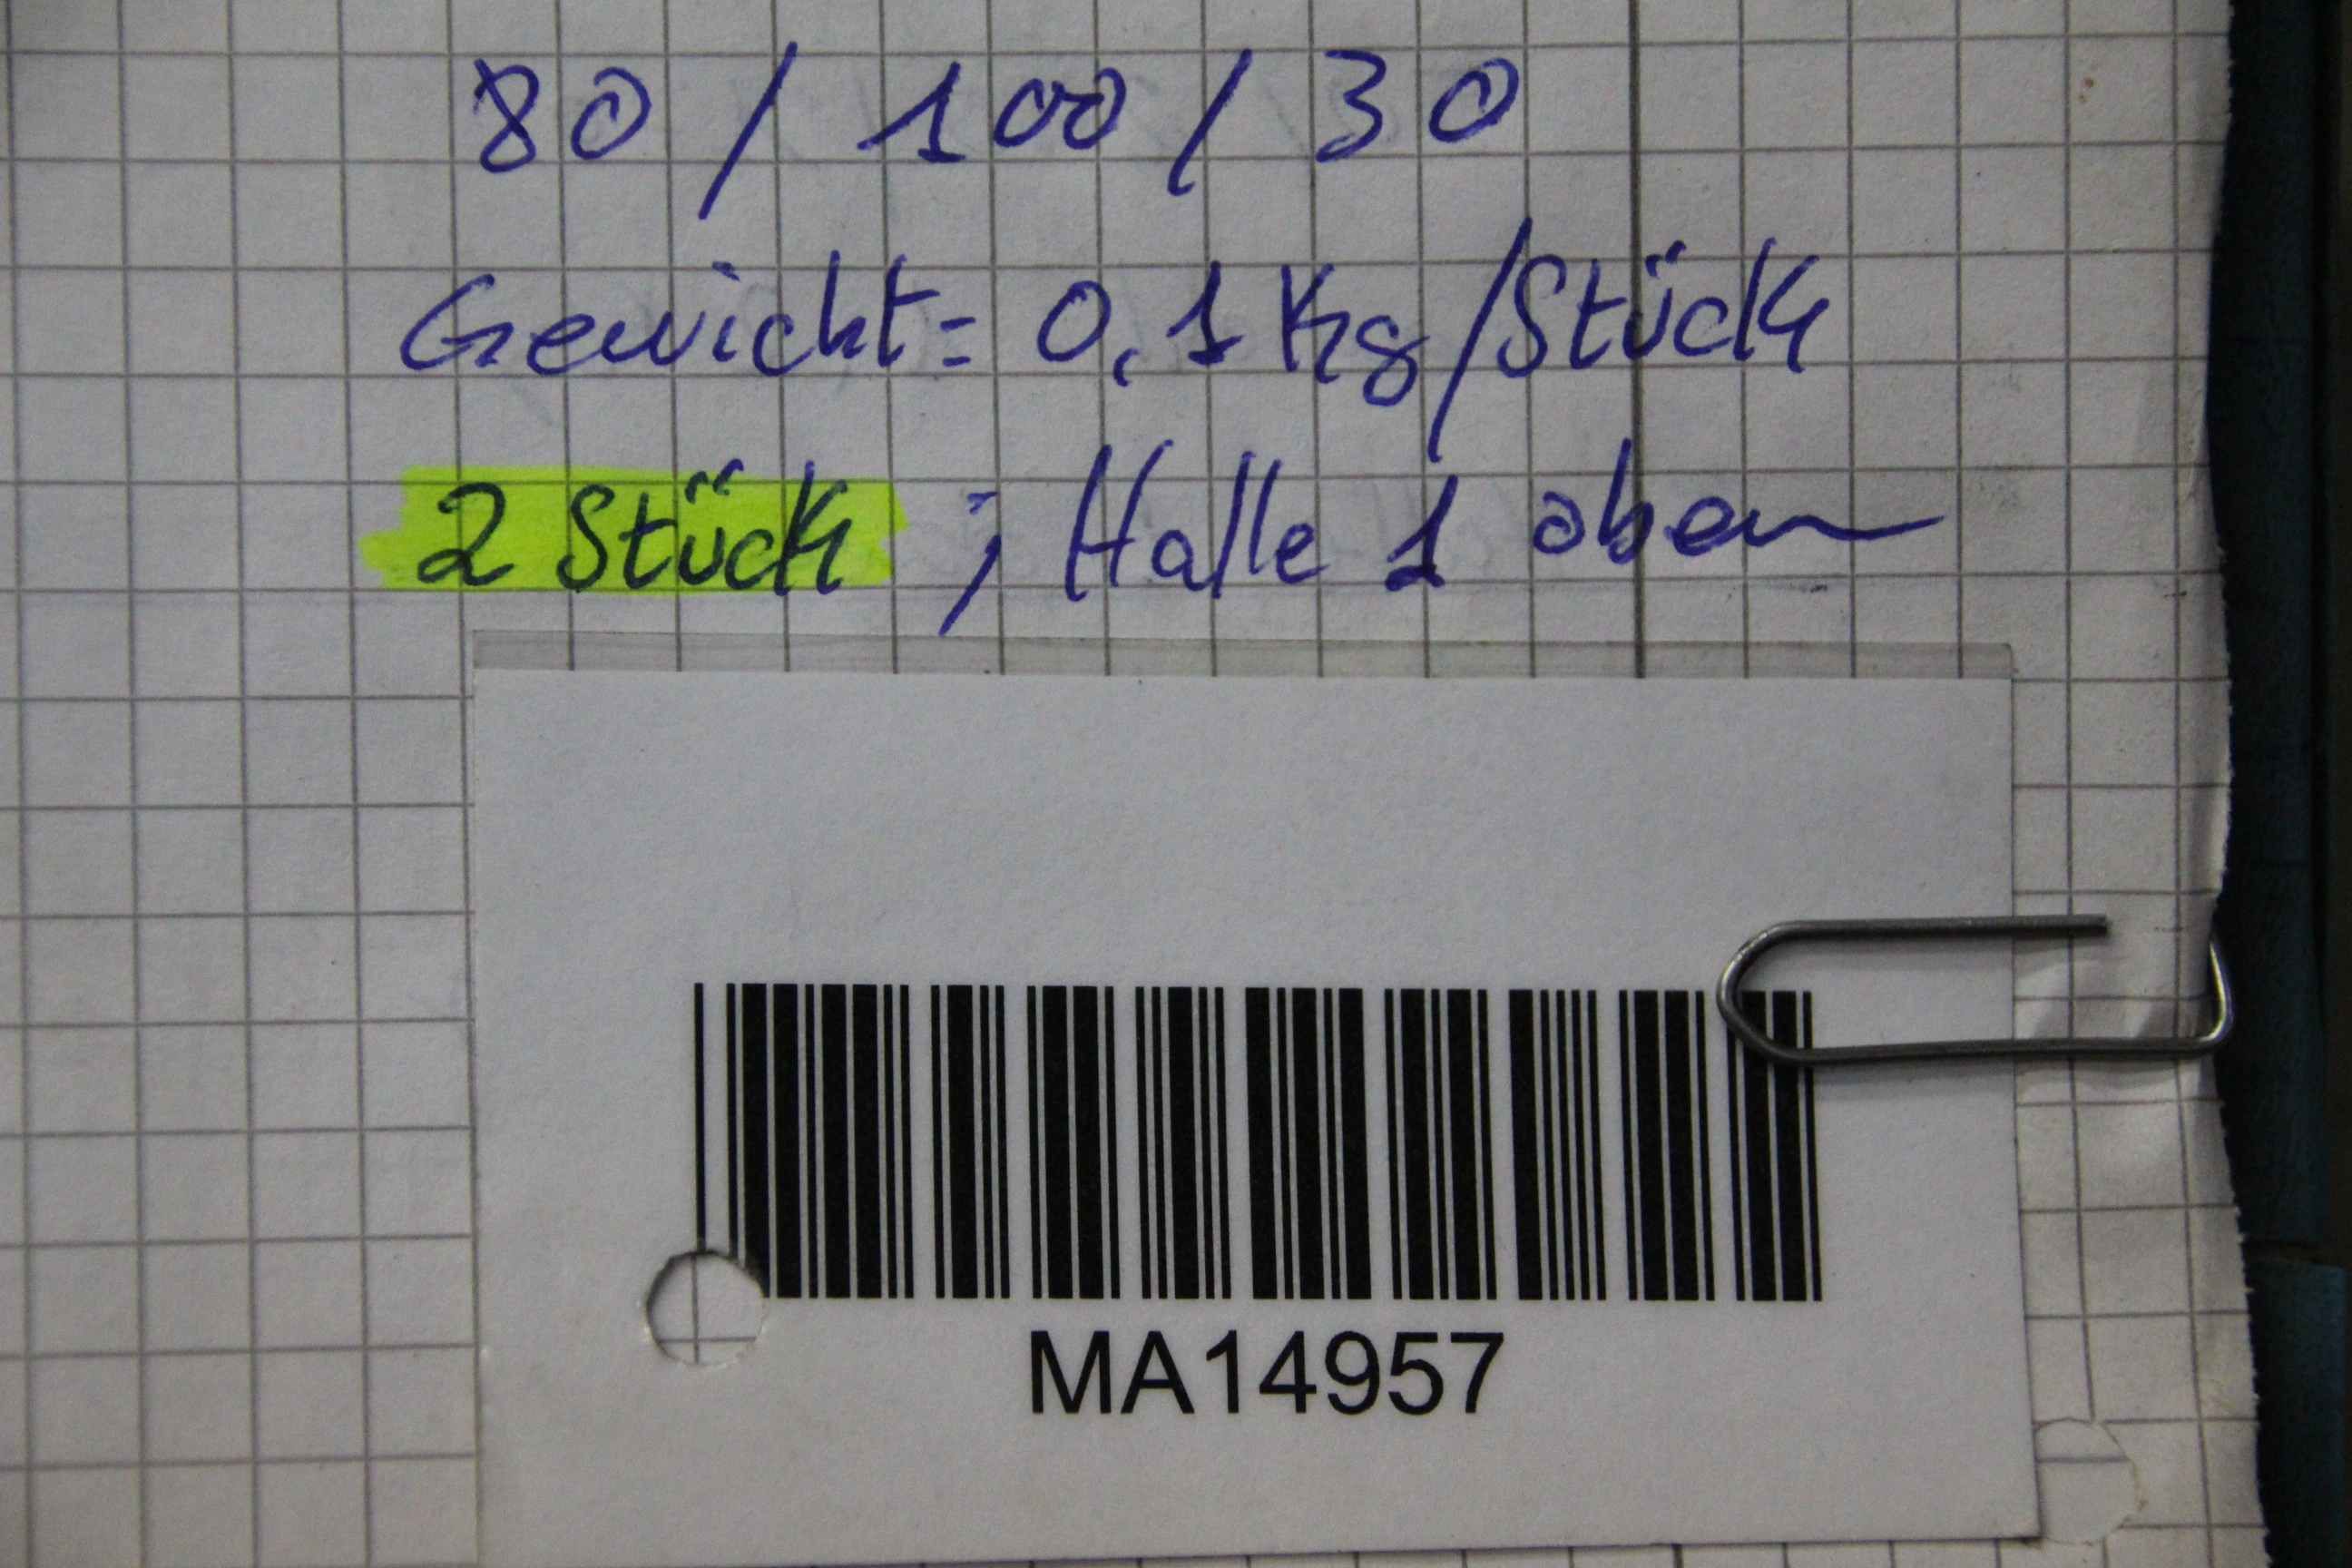 80 / 100 / 30
Gewicht= 0,1 Kg/Stück
2 Stück ; Halle 1 oben
MA14957